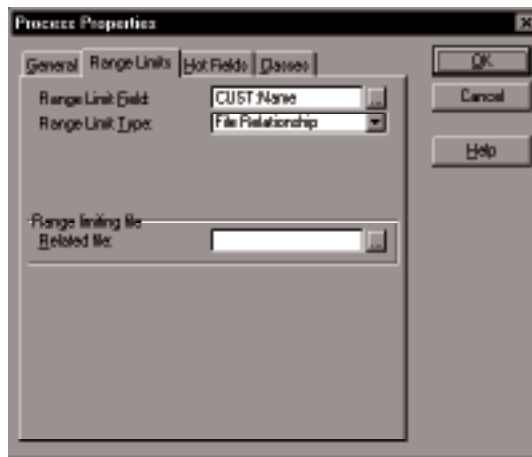 Process Properties
General Range Limits Hot Fields Classes
OK
Range Limit Field: CUST:Name ...
Cancel
Range Limit Type: File Relationship
Help
Range limiting file
Related file: ...